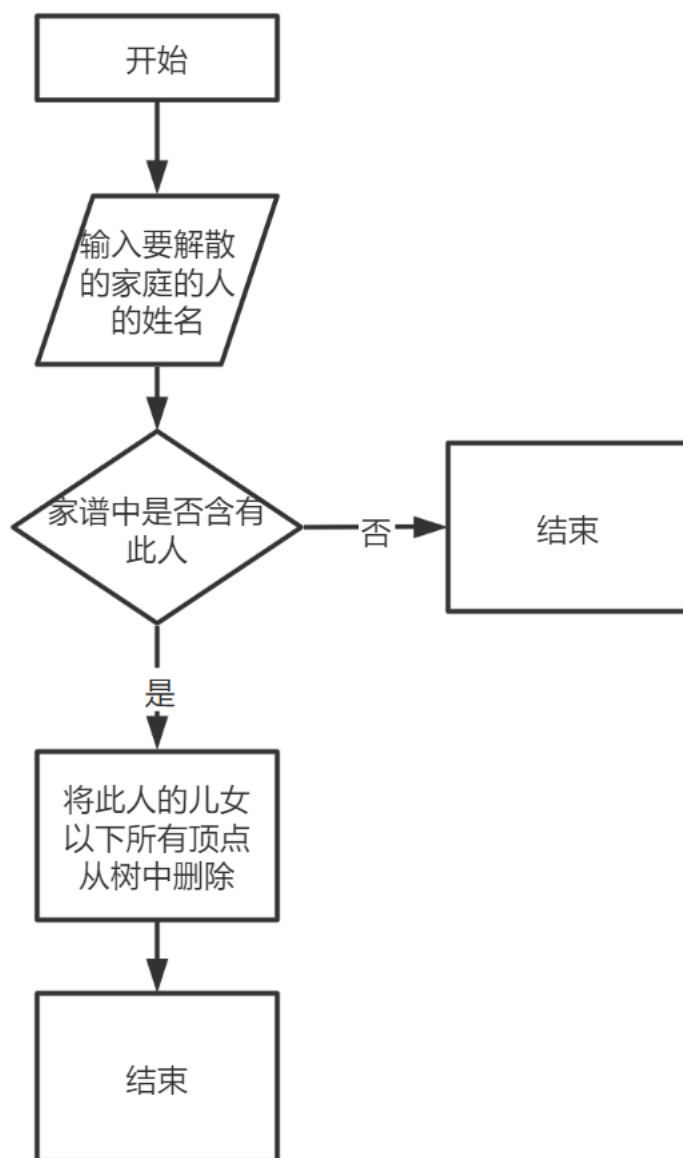 开始
输入要解散
的家庭的人
的姓名
家谱中是否含有
此人
否
结束
是
将此人的儿女
以下所有顶点
从树中删除
结束